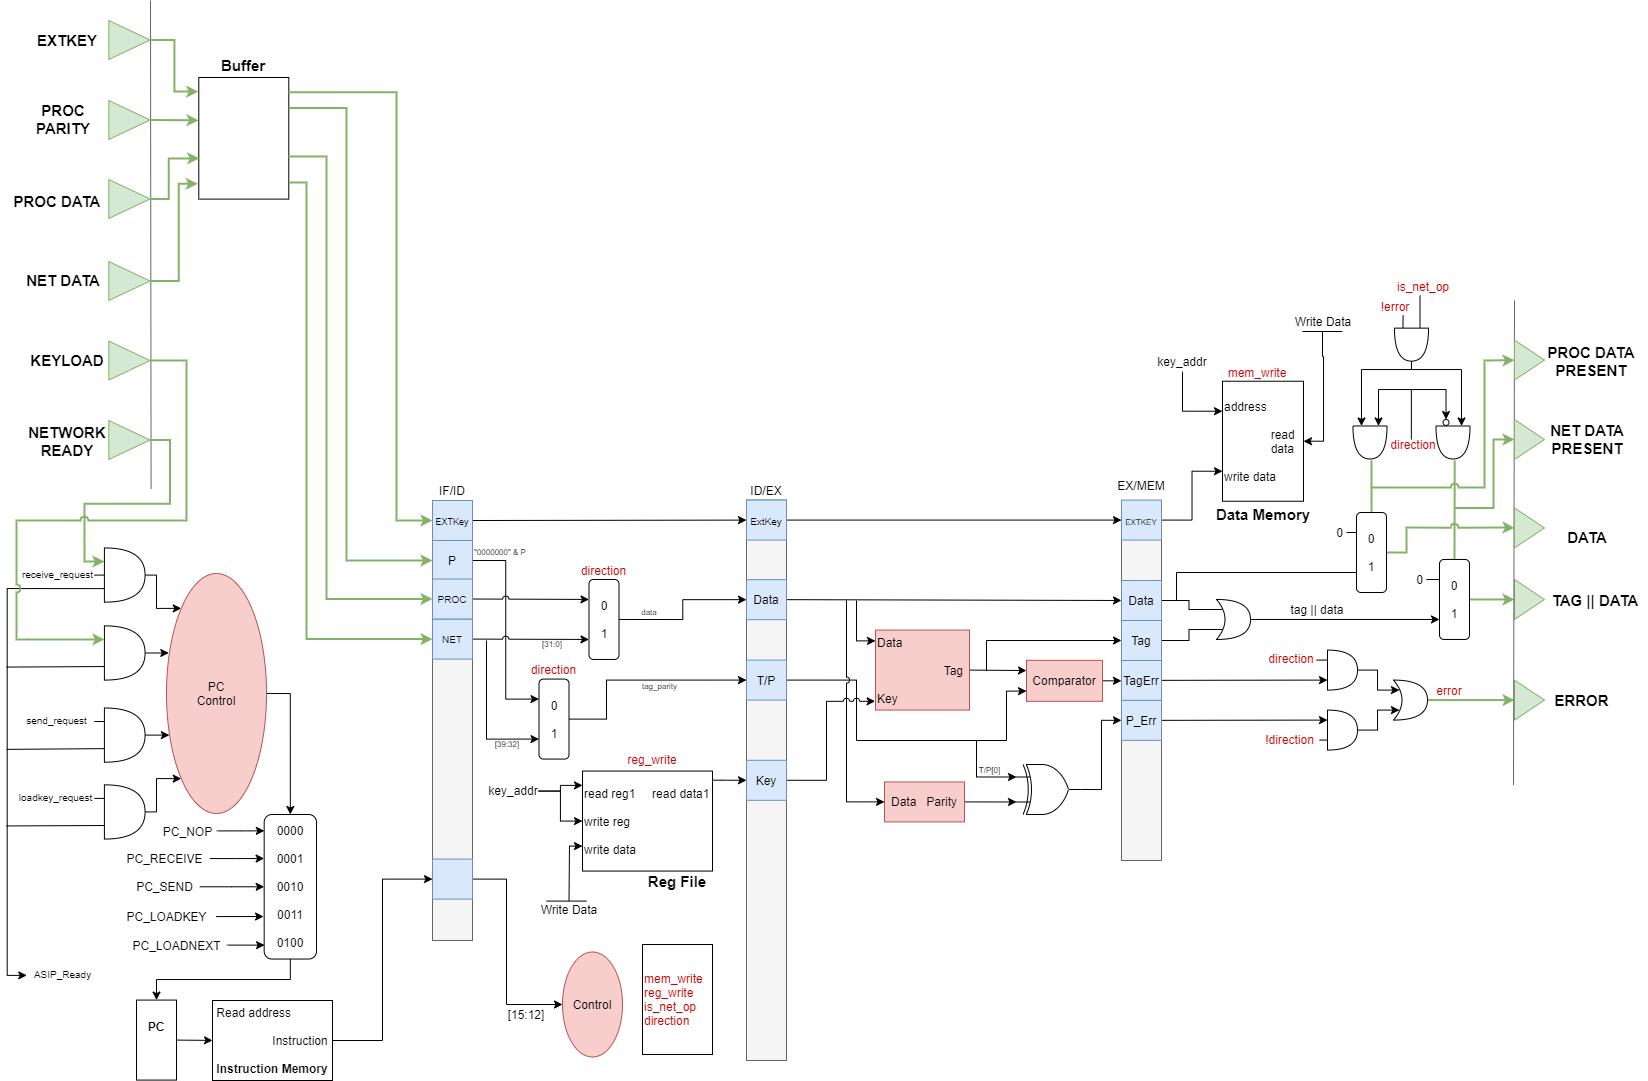 EXTKEY
PROC
PARITY
PROC DATA
NET DATA
KEYLOAD
NETWORK
READY
Buffer
receive_request
send_request
loadkey_request
ASIP_Ready
PC
Control
PC_NOP
PC_RECEIVE
PC_SEND
PC_LOADKEY
PC_LOADNEXT
0000
0001
0010
0011
0100
PC
Read address
Instruction
Instruction Memory
IF/ID
EXTKey
P
PROC
NET
"0000000" & P
direction
0
1
[31:0]
data
direction
0
1
[39:32]
tag_parity
reg_write
key_addr
read reg1
read data1
write reg
write data
Reg File
Write Data
[15:12]
Control
mem_write
reg_write
is_net_op
direction
ID/EX
ExtKey
Data
T/P
Key
Data
Tag
Key
Comparator
T/P[0]
Data
Parity
EX/MEM
EXTKEY
Data
Tag
TagErr
P_Err
key_addr
Write Data
mem_write
address
read
data
write data
Data Memory
is_net_op
!error
direction
0
0
1
0
0
1
tag || data
direction
!direction
error
PROC DATA
PRESENT
NET DATA
PRESENT
DATA
TAG || DATA
ERROR